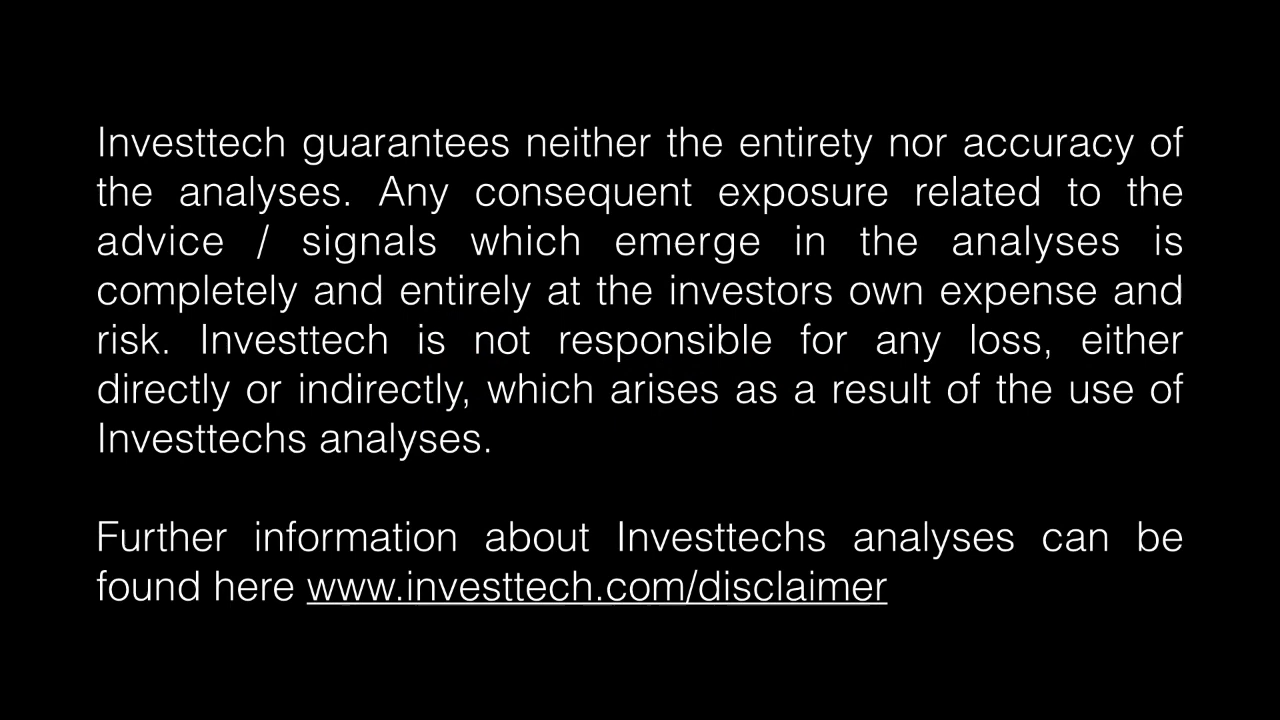 Investtech guarantees neither the entirety nor accuracy of
the analyses. Any consequent exposure related to the
advice / signals which emerge in the analyses is
completely and entirely at the investors own expense and
risk. Investtech is not responsible for any loss, either
directly or indirectly, which arises as a result of the use of
Investtechs analyses.
Further information about Investtechs analyses can be
found here www.investtech.com/disclaimer